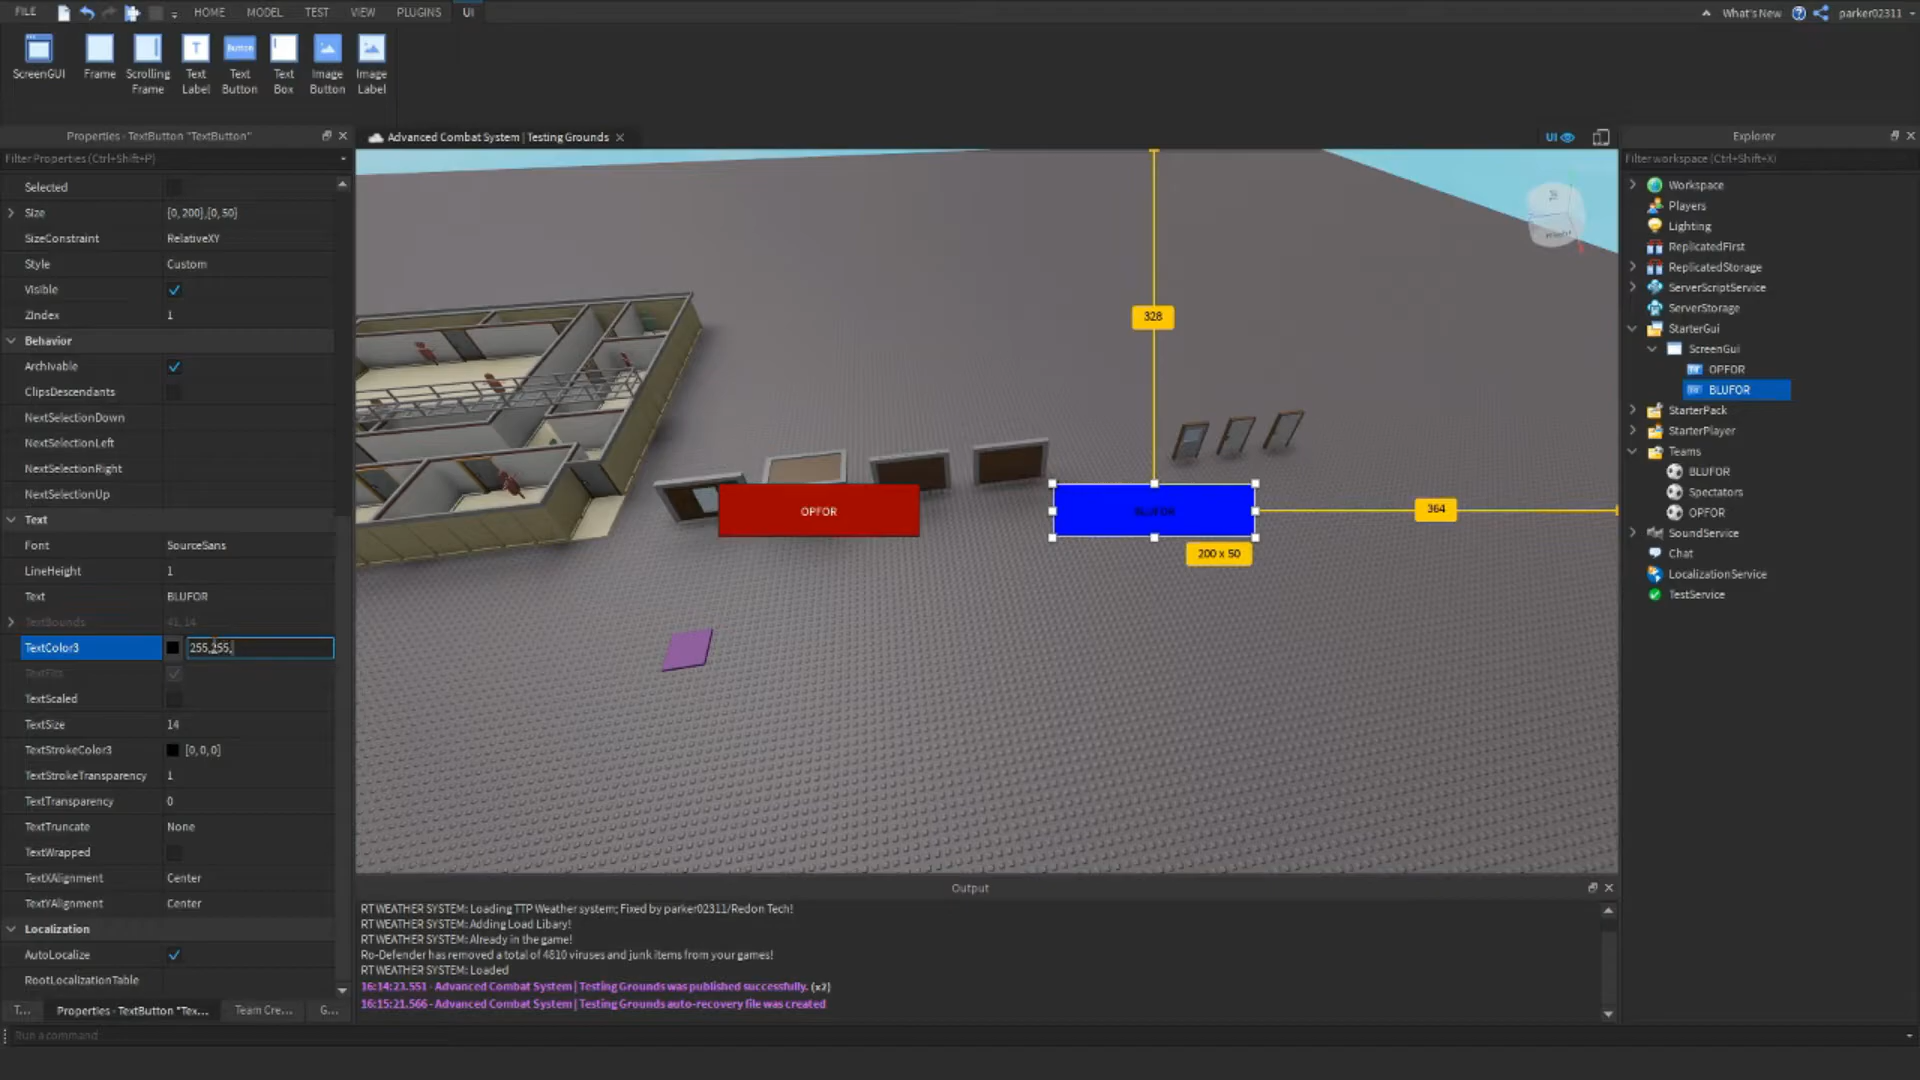 FILE HOME MODEL TEST VIEW PLUGINS UI What's New parker02311
ScreenGUI Frame Scrolling Frame Text Label Text Button Text Box Image Button Image Label
Button
Properties - TextButton "TextButton"
Filter Properties (Ctrl+Shift+P)
Selected
Size {0, 200},{0, 50}
SizeConstraint RelativeXY
Style Custom
Visible
ZIndex 1
Behavior
Archivable
ClipsDescendants
NextSelectionDown
NextSelectionLeft
NextSelectionRight
NextSelectionUp
Text
Font SourceSans
LineHeight 1
Text BLUFOR
TextBounds
TextColor3 255,255,
TextFits
TextScaled
TextSize 14
TextStrokeColor3 [0,0,0]
TextStrokeTransparency 1
TextTransparency 0
TextTruncate None
TextWrapped
TextXAlignment Center
TextYAlignment Center
Localization
AutoLocalize
RootLocalizationTable
T... Properties - TextButton "Tex... Team Cre... G...
Run a command
Advanced Combat System | Testing Grounds
UI
328
OPFOR
BLUFOR
364
200 x 50
Output
RT WEATHER SYSTEM: Loading TTP Weather system; Fixed by parker02311/Redon Tech!
RT WEATHER SYSTEM: Adding Load Libary!
RT WEATHER SYSTEM: Already in the game!
Ro-Defender has removed a total of 4810 viruses and junk items from your games!
RT WEATHER SYSTEM: Loaded
16:14:23.551 - Advanced Combat System | Testing Grounds was published successfully. (x2)
16:15:21.566 - Advanced Combat System | Testing Grounds auto-recovery file was created
Explorer
Filter workspace (Ctrl+Shift+X)
Workspace
Players
Lighting
ReplicatedFirst
ReplicatedStorage
ServerScriptService
ServerStorage
StarterGui
ScreenGui
OPFOR
BLUFOR
StarterPack
StarterPlayer
Teams
BLUFOR
Spectators
OPFOR
SoundService
Chat
LocalizationService
TestService